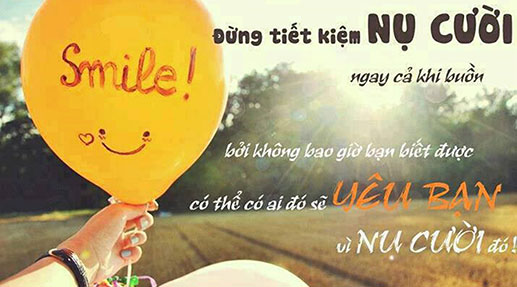 Smile!
Đừng tiết kiệm NỤ CƯỜI
ngay cả khi buồn
bởi không bao giờ bạn biết được
có thể có ai đó sẽ YÊU BẠN
vì NỤ CƯỜI đó!